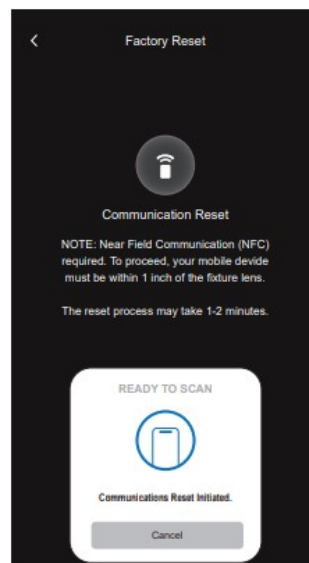 Factory Reset
Communication Reset
NOTE: Near Field Communication (NFC)
required. To proceed, your mobile devide
must be within 1 inch of the fixture lens.
The reset process may take 1-2 minutes.
READY TO SCAN
Communications Reset Initiated.
Cancel